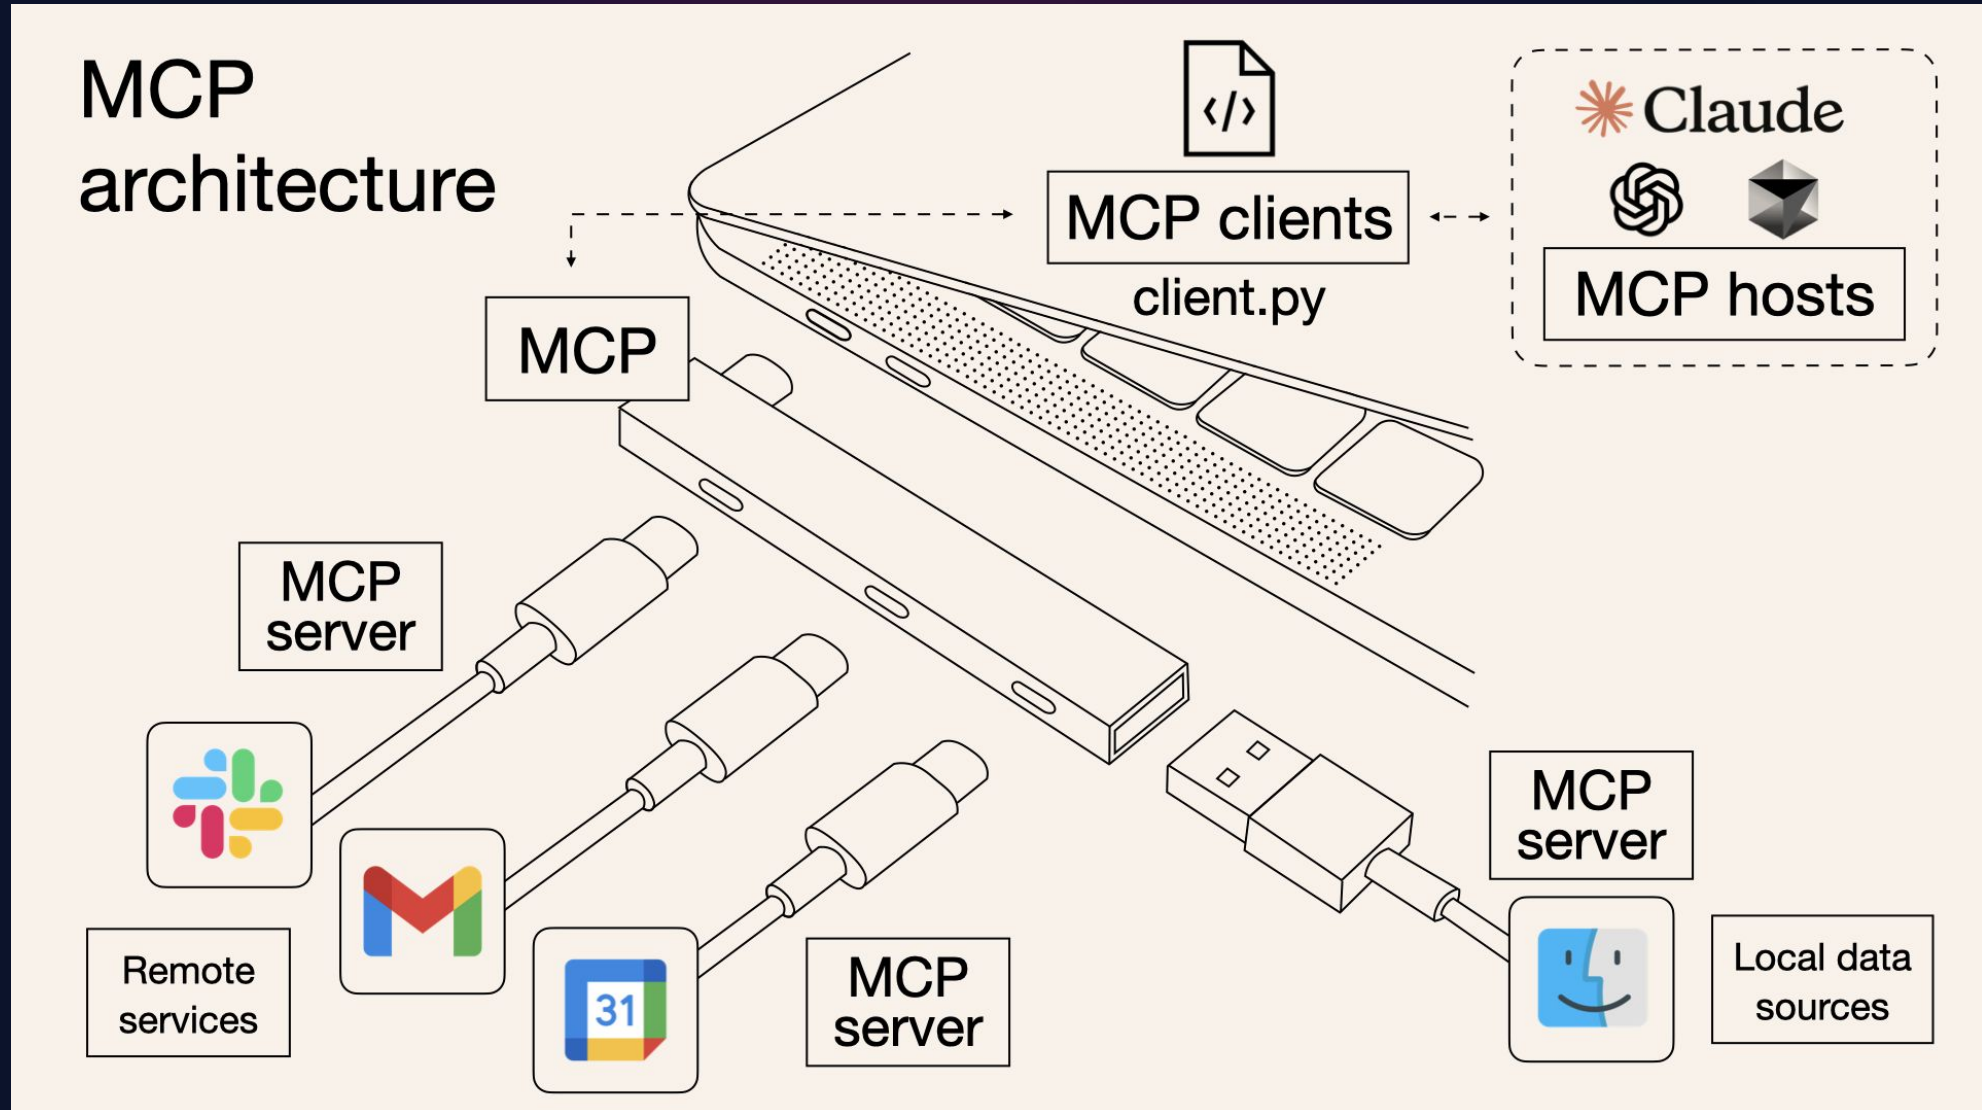 MCP
architecture
</>
MCP clients
client.py
Claude
MCP hosts
MCP
MCP
server
Remote
services
31
MCP
server
MCP
server
Local data
sources